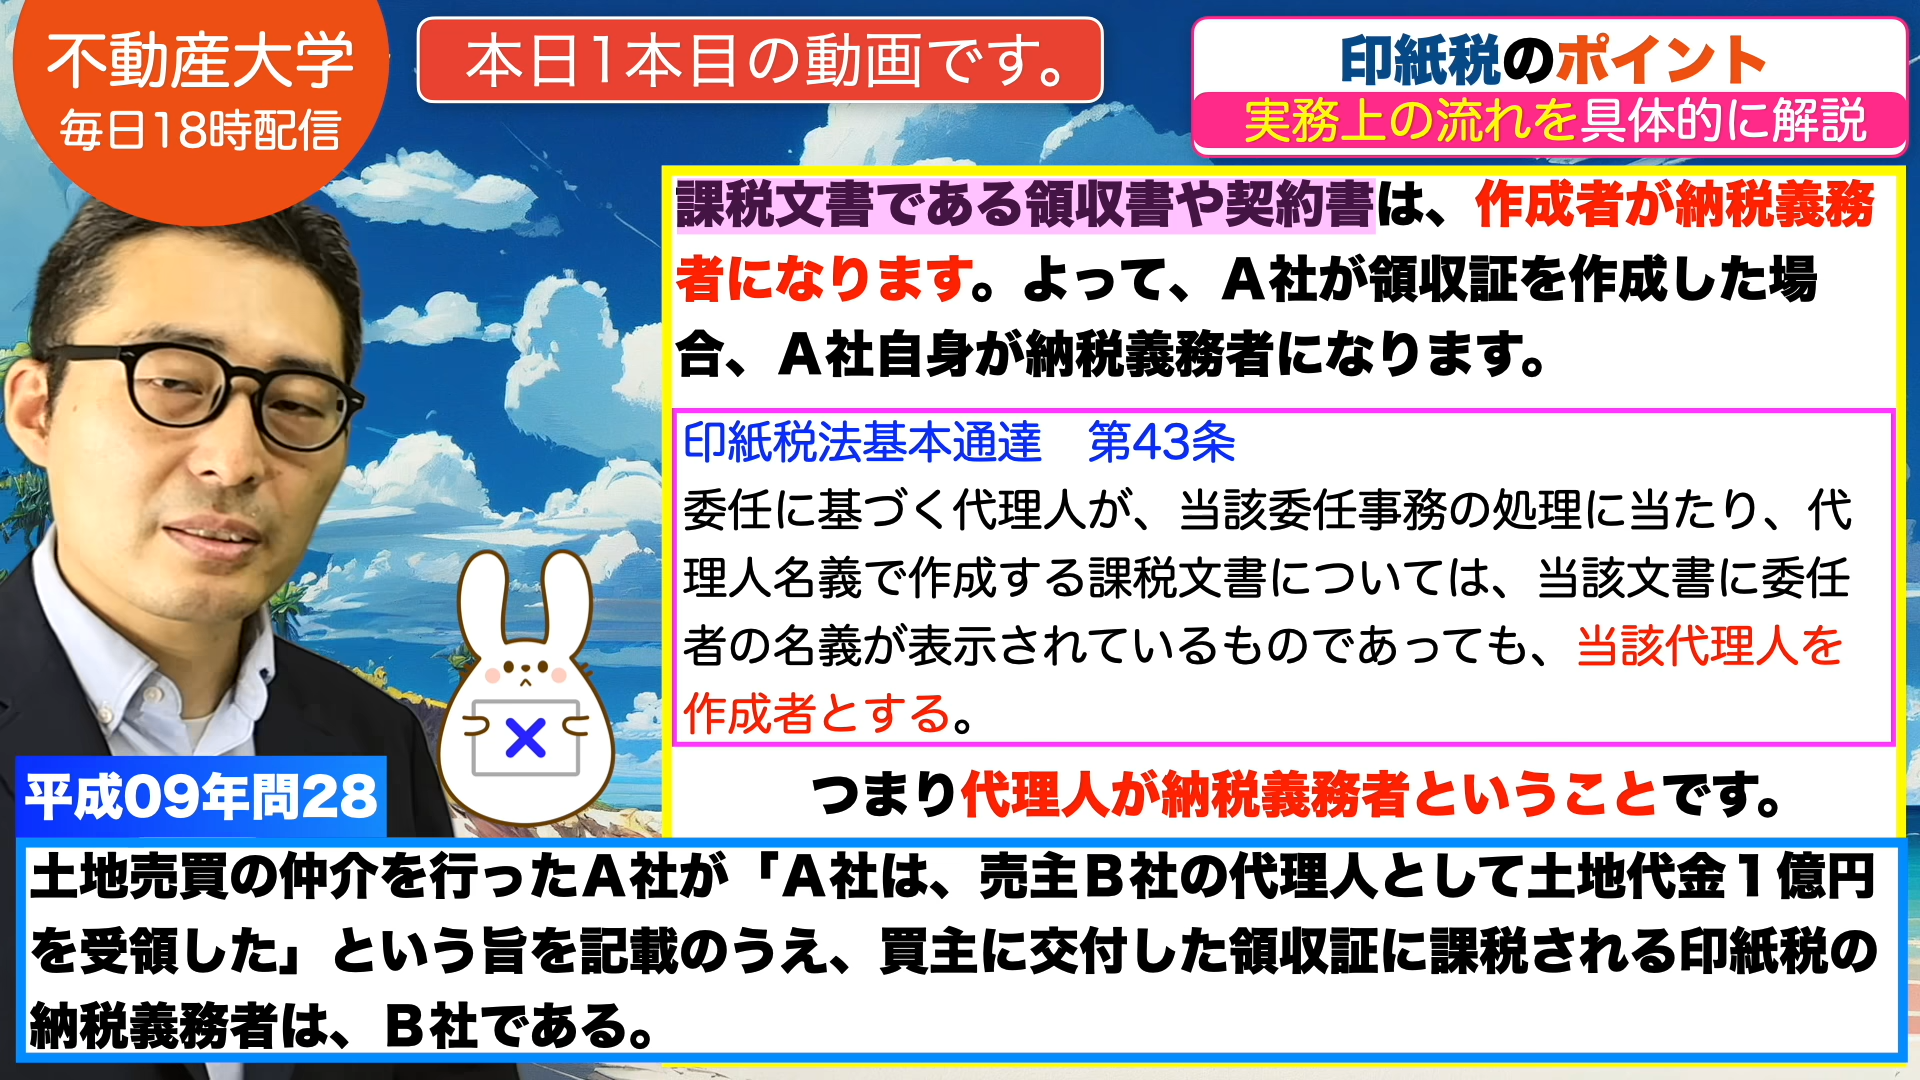 不動産大学
毎日18時配信
本日1本目の動画です。
印紙税のポイント
実務上の流れを具体的に解説
課税文書である領収書や契約書は、作成者が納税義務
者になります。よって、Ａ社が領収証を作成した場
合、Ａ社自身が納税義務者になります。
印紙税法基本通達　第43条
委任に基づく代理人が、当該委任事務の処理に当たり、代
理人名義で作成する課税文書については、当該文書に委任
者の名義が表示されているものであっても、当該代理人を
作成者とする。
つまり代理人が納税義務者ということです。
平成09年問28
土地売買の仲介を行ったＡ社が「Ａ社は、売主Ｂ社の代理人として土地代金１億円
を受領した」という旨を記載のうえ、買主に交付した領収証に課税される印紙税の
納税義務者は、Ｂ社である。